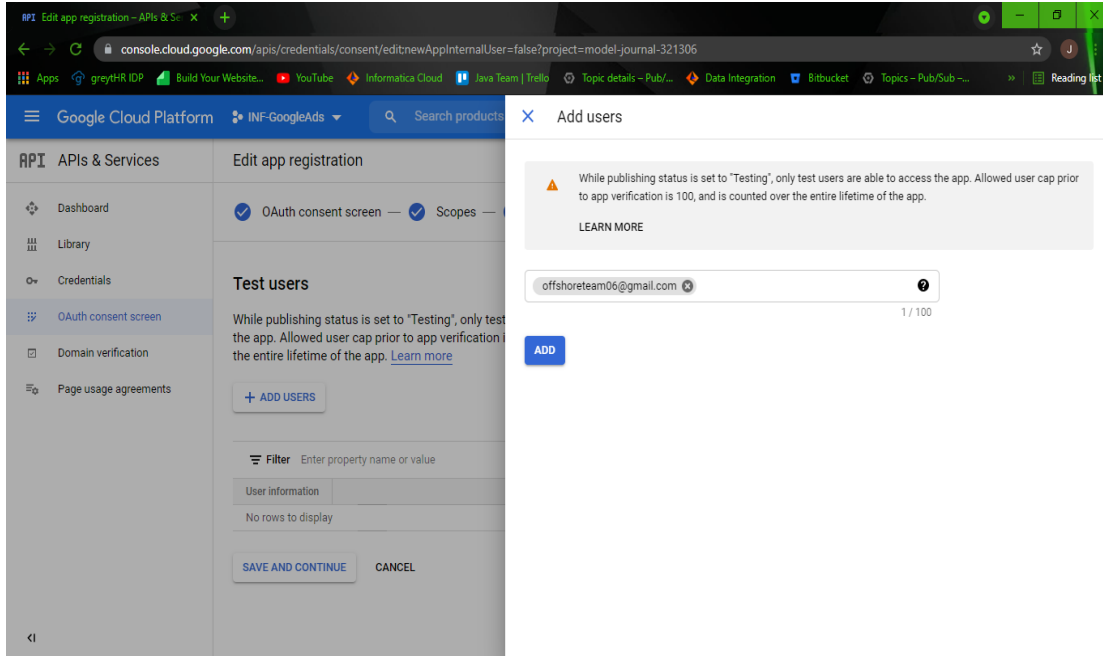 API Edit app registration – APIs & Se
console.cloud.google.com/apis/credentials/consent/edit;newAppInternalUser=false?project=model-journal-321306
J
Apps greytHR IDP Build Your Website... YouTube Informatica Cloud Java Team | Trello Topic details – Pub/... Data Integration Bitbucket Topics – Pub/Sub –... » Reading list
Google Cloud Platform INF-GoogleAds Search products
Add users
API APIs & Services
Edit app registration
While publishing status is set to "Testing", only test users are able to access the app. Allowed user cap prior
to app verification is 100, and is counted over the entire lifetime of the app.
LEARN MORE
Dashboard
Library
Credentials
OAuth consent screen
Domain verification
Page usage agreements
OAuth consent screen — Scopes —
Test users
While publishing status is set to "Testing", only test
the app. Allowed user cap prior to app verification i
the entire lifetime of the app. Learn more
+ ADD USERS
Filter Enter property name or value
User information
No rows to display
SAVE AND CONTINUE CANCEL
offshoreteam06@gmail.com
1 / 100
ADD